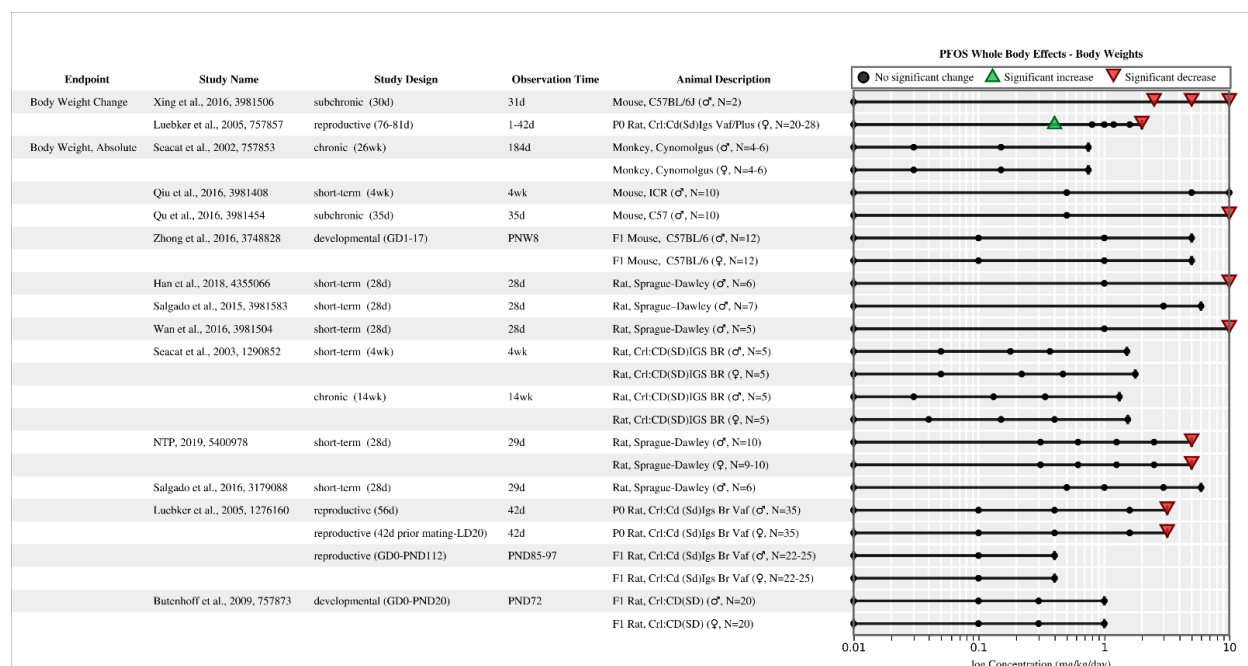 PFOS Whole Body Effects - Body Weights
Endpoint Study Name Study Design Observation Time Animal Description
No significant change Significant increase Significant decrease
Body Weight Change Xing et al., 2016, 3981506 subchronic (30d) 31d Mouse, C57BL/6J (♂, N=2)
Luebker et al., 2005, 757857 reproductive (76-81d) 1-42d P0 Rat, Crl:Cd(Sd)Igs Vaf/Plus (♀, N=20-28)
Body Weight, Absolute Seacat et al., 2002, 757853 chronic (26wk) 184d Monkey, Cynomolgus (♂, N=4-6)
Monkey, Cynomolgus (♀, N=4-6)
Qiu et al., 2016, 3981408 short-term (4wk) 4wk Mouse, ICR (♂, N=10)
Qu et al., 2016, 3981454 subchronic (35d) 35d Mouse, C57 (♂, N=10)
Zhong et al., 2016, 3748828 developmental (GD1-17) PNW8 F1 Mouse, C57BL/6 (♂, N=12)
F1 Mouse, C57BL/6 (♀, N=12)
Han et al., 2018, 4355066 short-term (28d) 28d Rat, Sprague-Dawley (♂, N=6)
Salgado et al., 2015, 3981583 short-term (28d) 28d Rat, Sprague–Dawley (♂, N=7)
Wan et al., 2016, 3981504 short-term (28d) 28d Rat, Sprague-Dawley (♂, N=5)
Seacat et al., 2003, 1290852 short-term (4wk) 4wk Rat, Crl:CD(SD)IGS BR (♂, N=5)
Rat, Crl:CD(SD)IGS BR (♀, N=5)
chronic (14wk) 14wk Rat, Crl:CD(SD)IGS BR (♂, N=5)
Rat, Crl:CD(SD)IGS BR (♀, N=5)
NTP, 2019, 5400978 short-term (28d) 29d Rat, Sprague-Dawley (♂, N=10)
Rat, Sprague-Dawley (♀, N=9-10)
Salgado et al., 2016, 3179088 short-term (28d) 29d Rat, Sprague-Dawley (♂, N=6)
Luebker et al., 2005, 1276160 reproductive (56d) 42d P0 Rat, Crl:Cd (Sd)Igs Br Vaf (♂, N=35)
reproductive (42d prior mating-LD20) 42d P0 Rat, Crl:Cd (Sd)Igs Br Vaf (♀, N=35)
reproductive (GD0-PND112) PND85-97 F1 Rat, Crl:Cd (Sd)Igs Br Vaf (♂, N=22-25)
F1 Rat, Crl:Cd (Sd)Igs Br Vaf (♀, N=22-25)
Butenhoff et al., 2009, 757873 developmental (GD0-PND20) PND72 F1 Rat, Crl:CD(SD) (♂, N=20)
F1 Rat, Crl:CD(SD) (♀, N=20)
0.01 0.1 1 10
log Concentration (mg/kg/day)